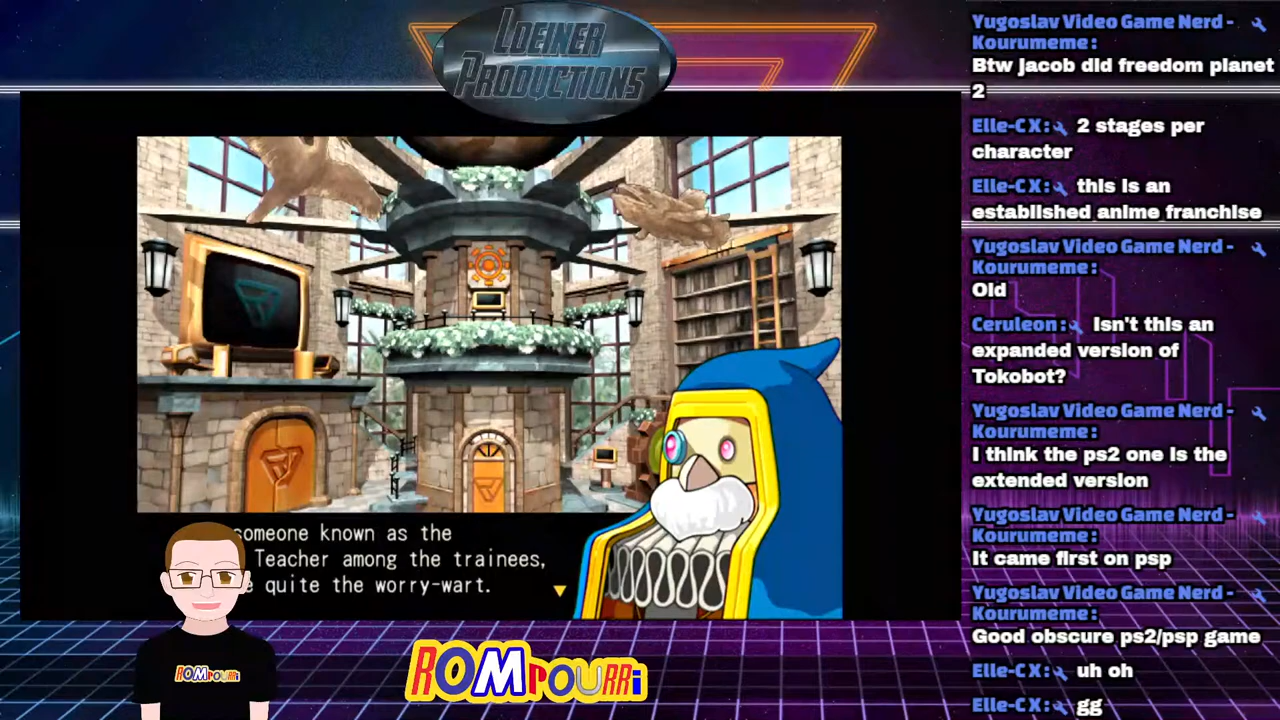 LOEINER
PRODUCTIONS
someone known as the
Teacher among the trainees,
quite the worry-wart.
ROMPOURRi
ROMPOURRi
Yugoslav Video Game Nerd -
Kourumeme:
Btw jacob did freedom planet
2
Elle-CX: 2 stages per
character
Elle-CX: this is an
established anime franchise
Yugoslav Video Game Nerd -
Kourumeme:
Old
Ceruleon: Isn't this an
expanded version of
Tokobot?
Yugoslav Video Game Nerd -
Kourumeme:
I think the ps2 one is the
extended version
Yugoslav Video Game Nerd -
Kourumeme:
It came first on psp
Yugoslav Video Game Nerd -
Kourumeme:
Good obscure ps2/psp game
Elle-CX: uh oh
Elle-CX: gg